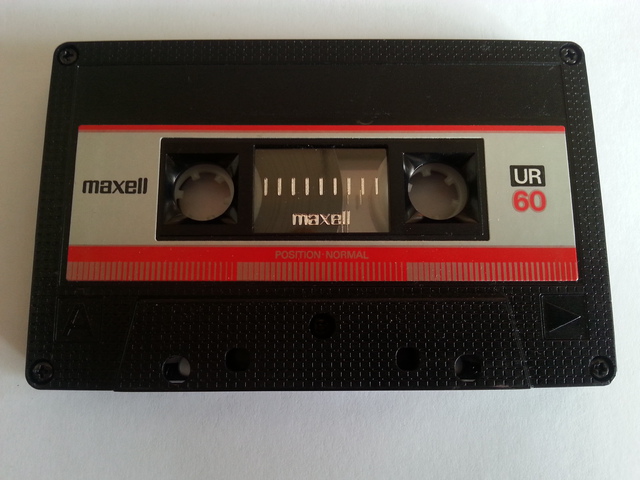 maxell
UR
60
maxell
POSITION·NORMAL
A